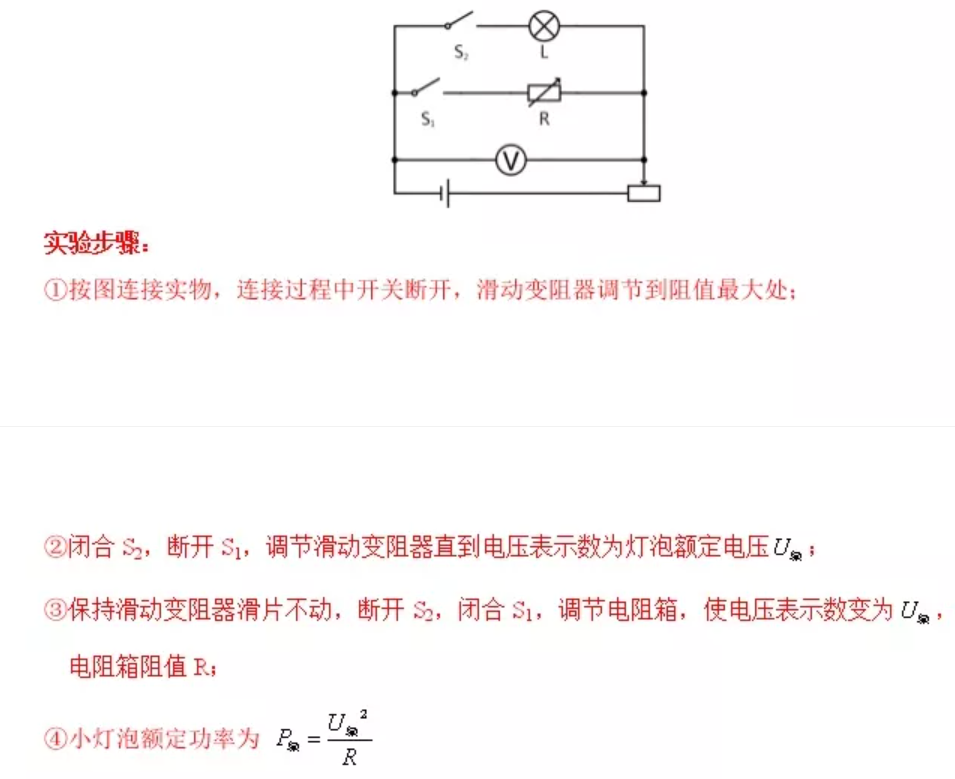 S₂
L
S₁
R
V
实验步骤：
①按图连接实物，连接过程中开关断开，滑动变阻器调节到阻值最大处；
②闭合 S₂，断开 S₁，调节滑动变阻器直到电压表示数为灯泡额定电压U额；
③保持滑动变阻器滑片不动，断开 S₂，闭合 S₁，调节电阻箱，使电压表示数变为 U额，
电阻箱阻值 R；
④小灯泡额定功率为 P额 = U额² / R